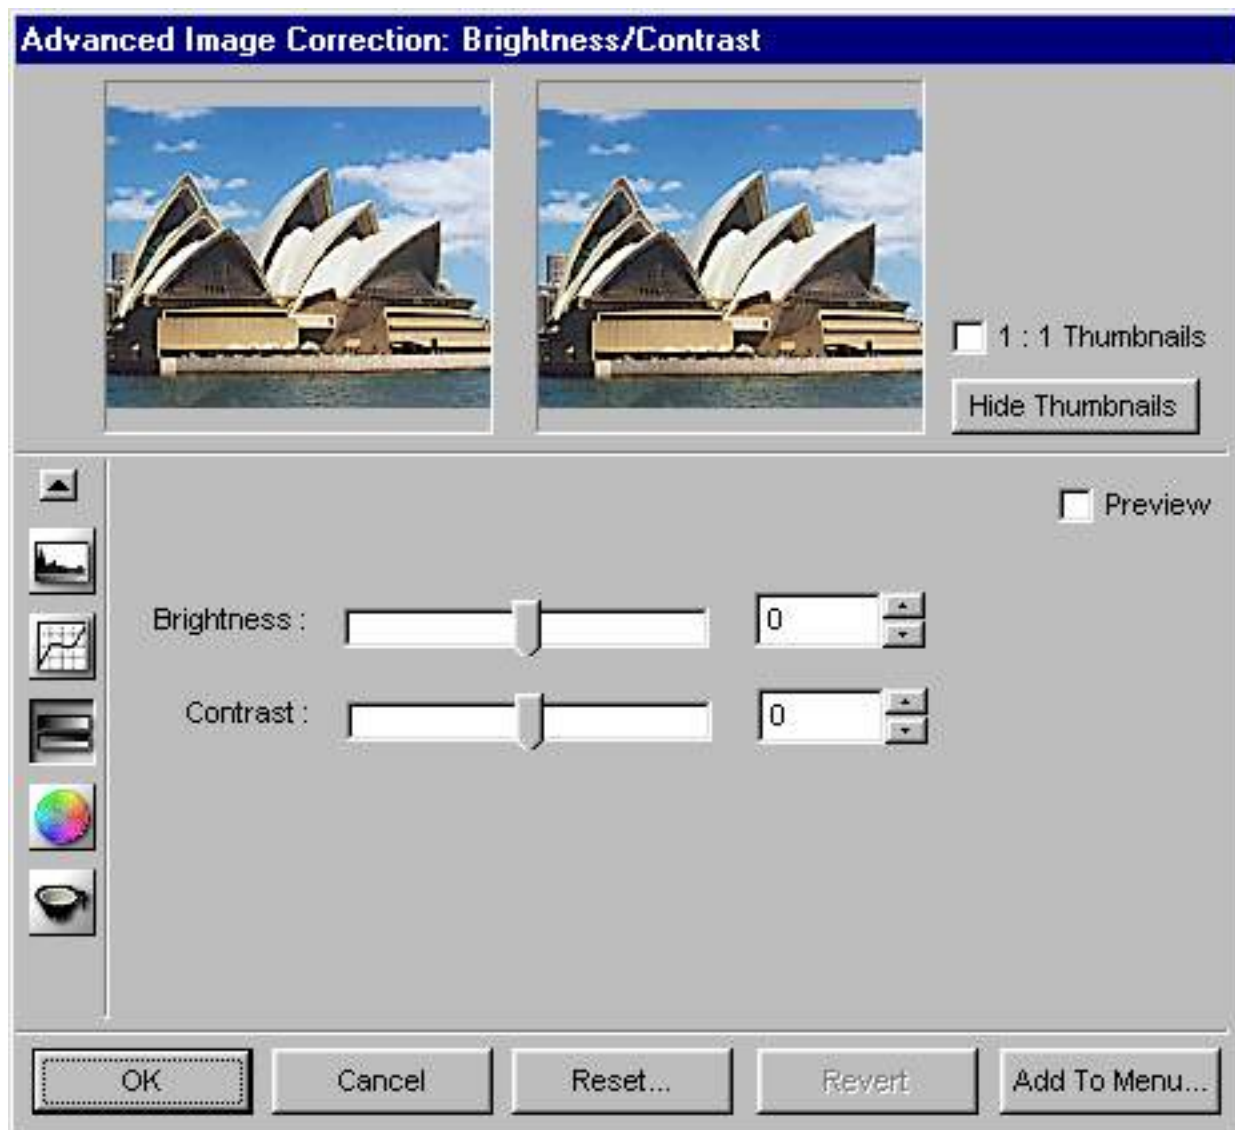 Advanced Image Correction: Brightness/Contrast
1 : 1 Thumbnails
Hide Thumbnails
Preview
Brightness : 0
Contrast : 0
OK Cancel Reset... Revert Add To Menu...